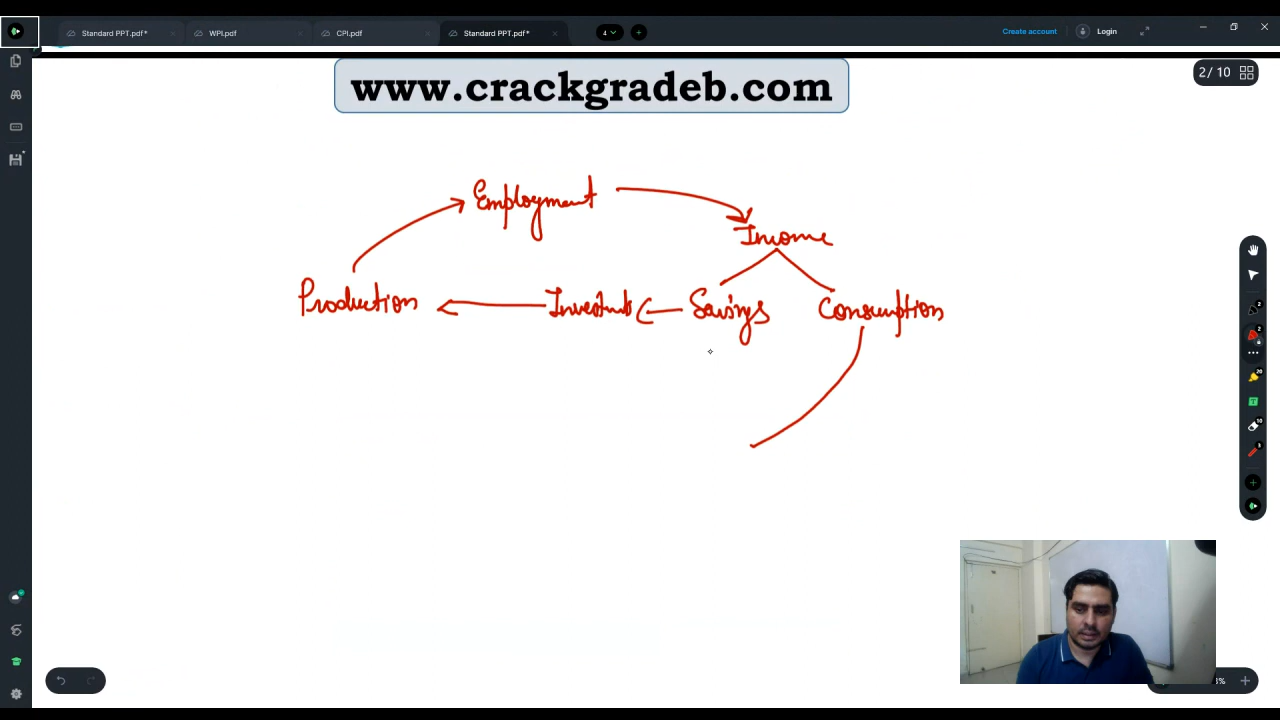 Standard PPT.pdf*
WPI.pdf
CPI.pdf
Standard PPT.pdf*
4
Create account
Login
www.crackgradeb.com
2 / 10
Employment
Income
Production
Savings
Consumption